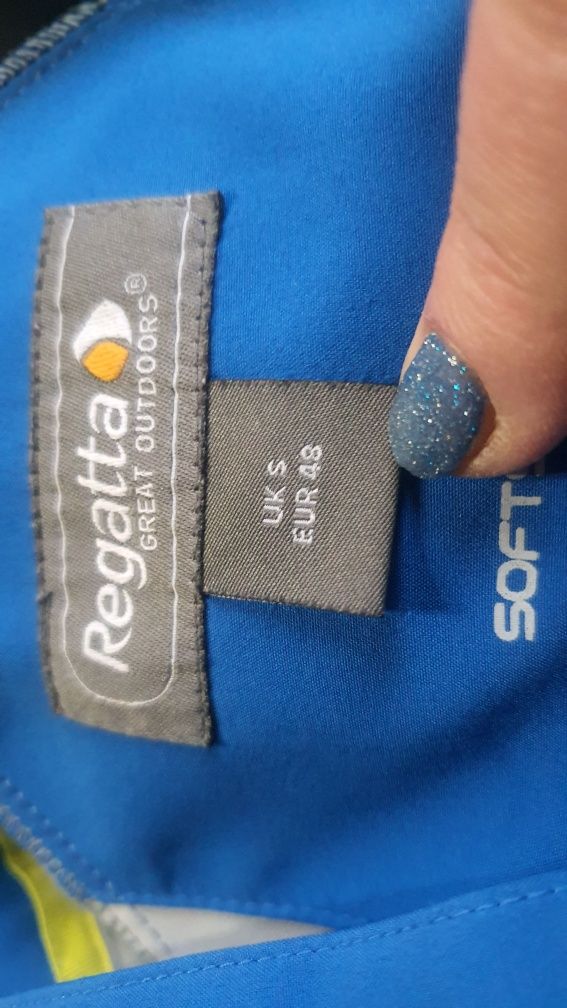 Regatta
GREAT OUTDOORS®
UK S
EUR 48
SOFT